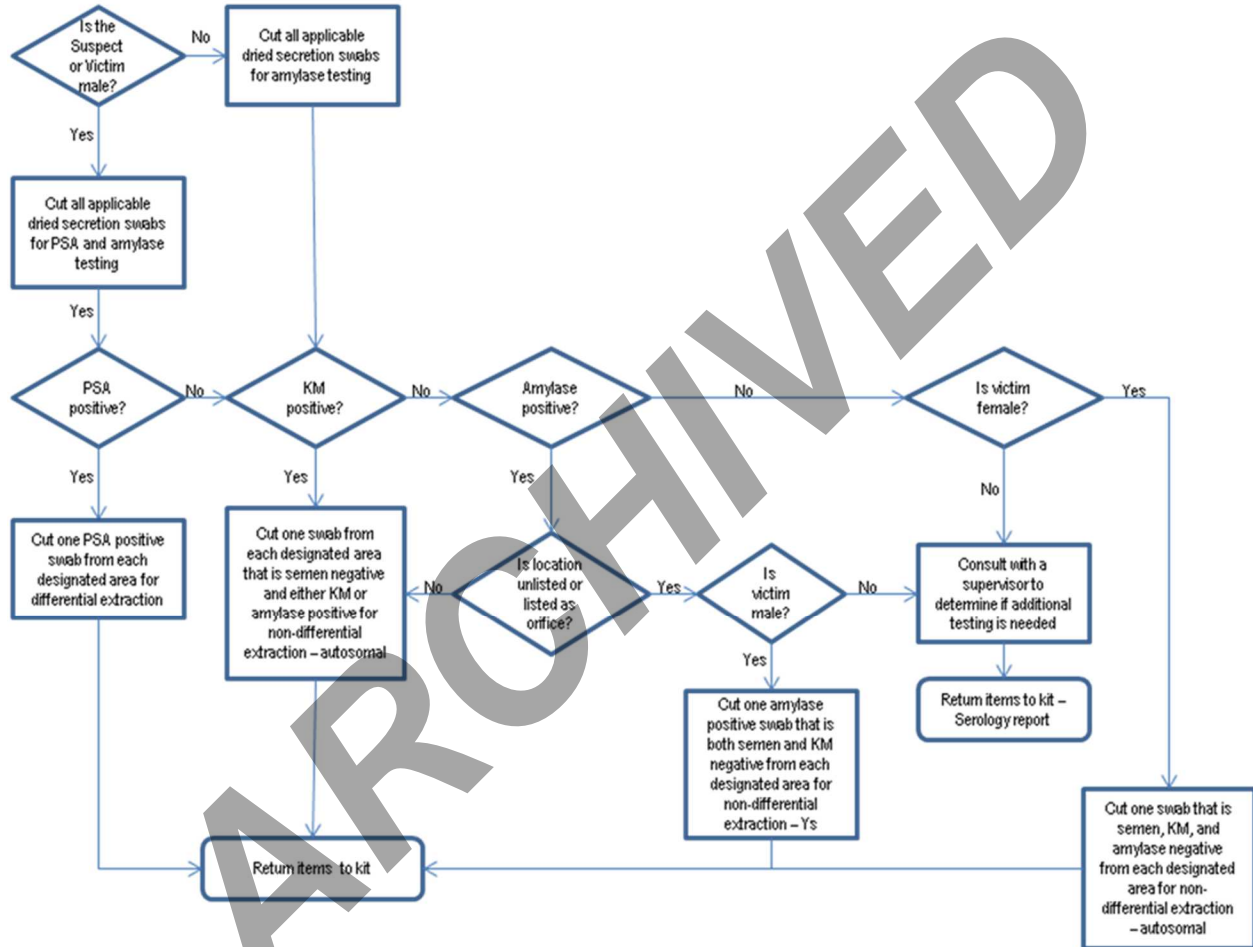 Is the
Suspect
or Victim
male?
No
Cut all applicable
dried secretion swabs
for amylase testing
Yes
Cut all applicable
dried secretion swabs
for PSA and amylase
testing
Yes
PSA
positive?
No
KM
positive?
No
Amylase
positive?
No
Is victim
female?
Yes
Yes
Cut one PSA positive
swab from each
designated area for
differential extraction
Yes
Cut one swab from
each designated area
that is semen negative
and either KM or
amylase positive for
non-differential
extraction – autosomal
Yes
Is location
unlisted or
listed as
orifice?
No
Yes
Is
victim
male?
No
Yes
Cut one amylase
positive swab that is
both semen and KM
negative from each
designated area for
non-differential
extraction – Ys
No
Consult with a
supervisor to
determine if additional
testing is needed
Return items to kit –
Serology report
Cut one swab that is
semen, KM, and
amylase negative
from each designated
area for non-
differential extraction
– autosomal
Return items to kit
ARCHIVED